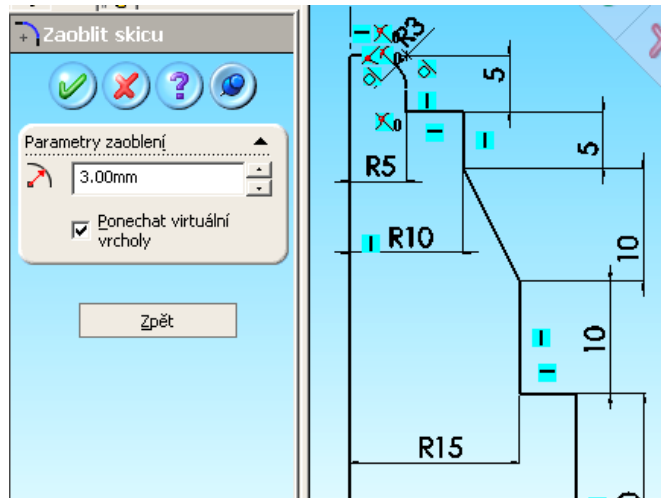 Zaoblit skicu
Parametry zaoblení
3.00mm
Ponechat virtuální
vrcholy
Zpět
R3
5
5
R5
R10
10
10
R15